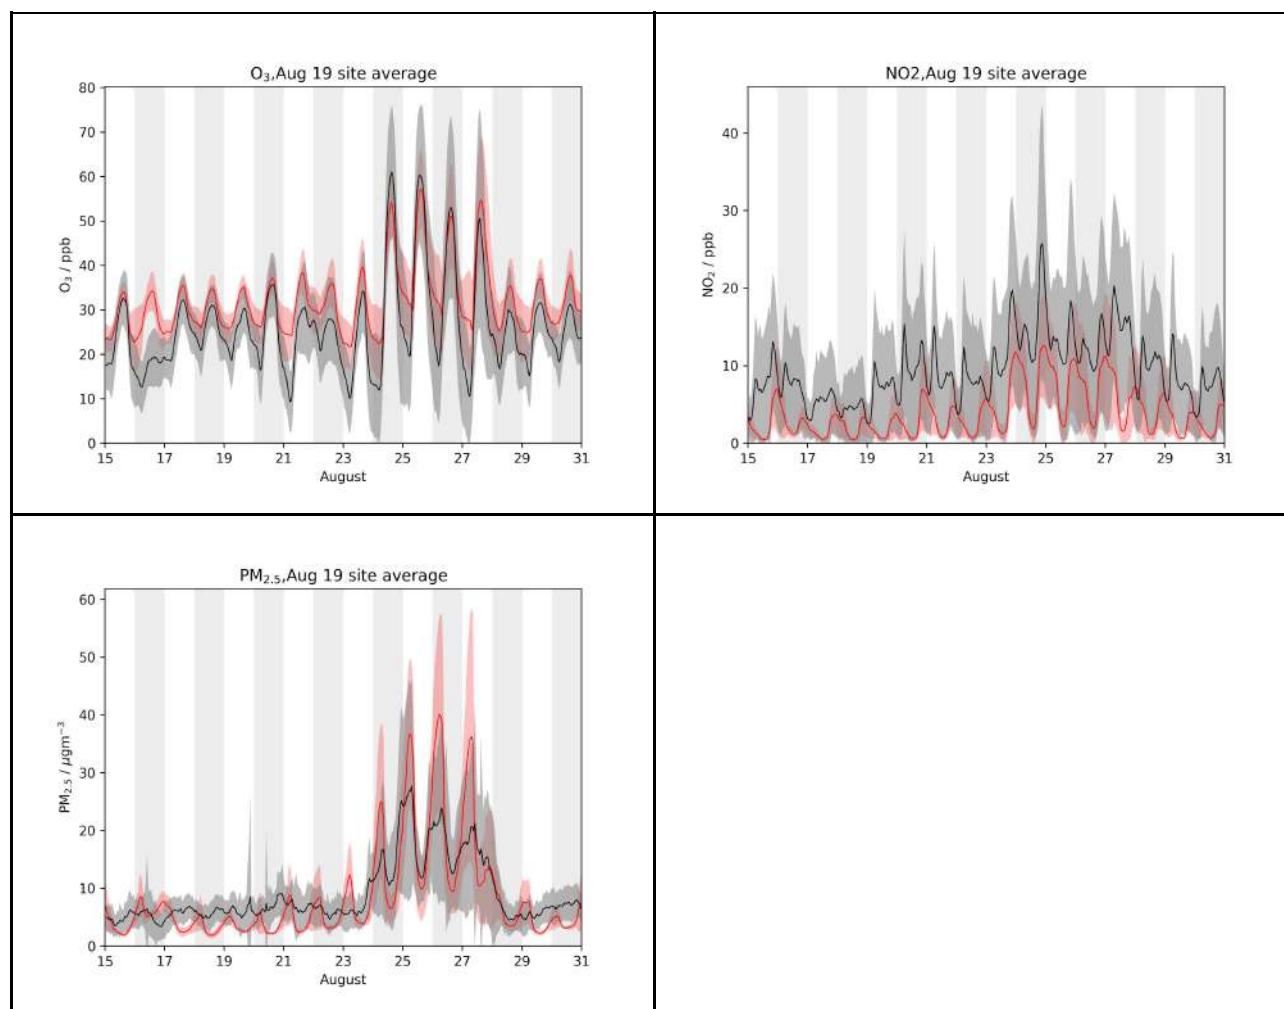 O₃,Aug 19 site average
80
70
60
50
40
30
20
10
0
O₃ / ppb
15 17 19 21 23 25 27 29 31
August
NO2,Aug 19 site average
40
30
20
10
0
NO₂ / ppb
15 17 19 21 23 25 27 29 31
August
PM₂.₅,Aug 19 site average
60
50
40
30
20
10
0
PM₂.₅ / μgm⁻³
15 17 19 21 23 25 27 29 31
August